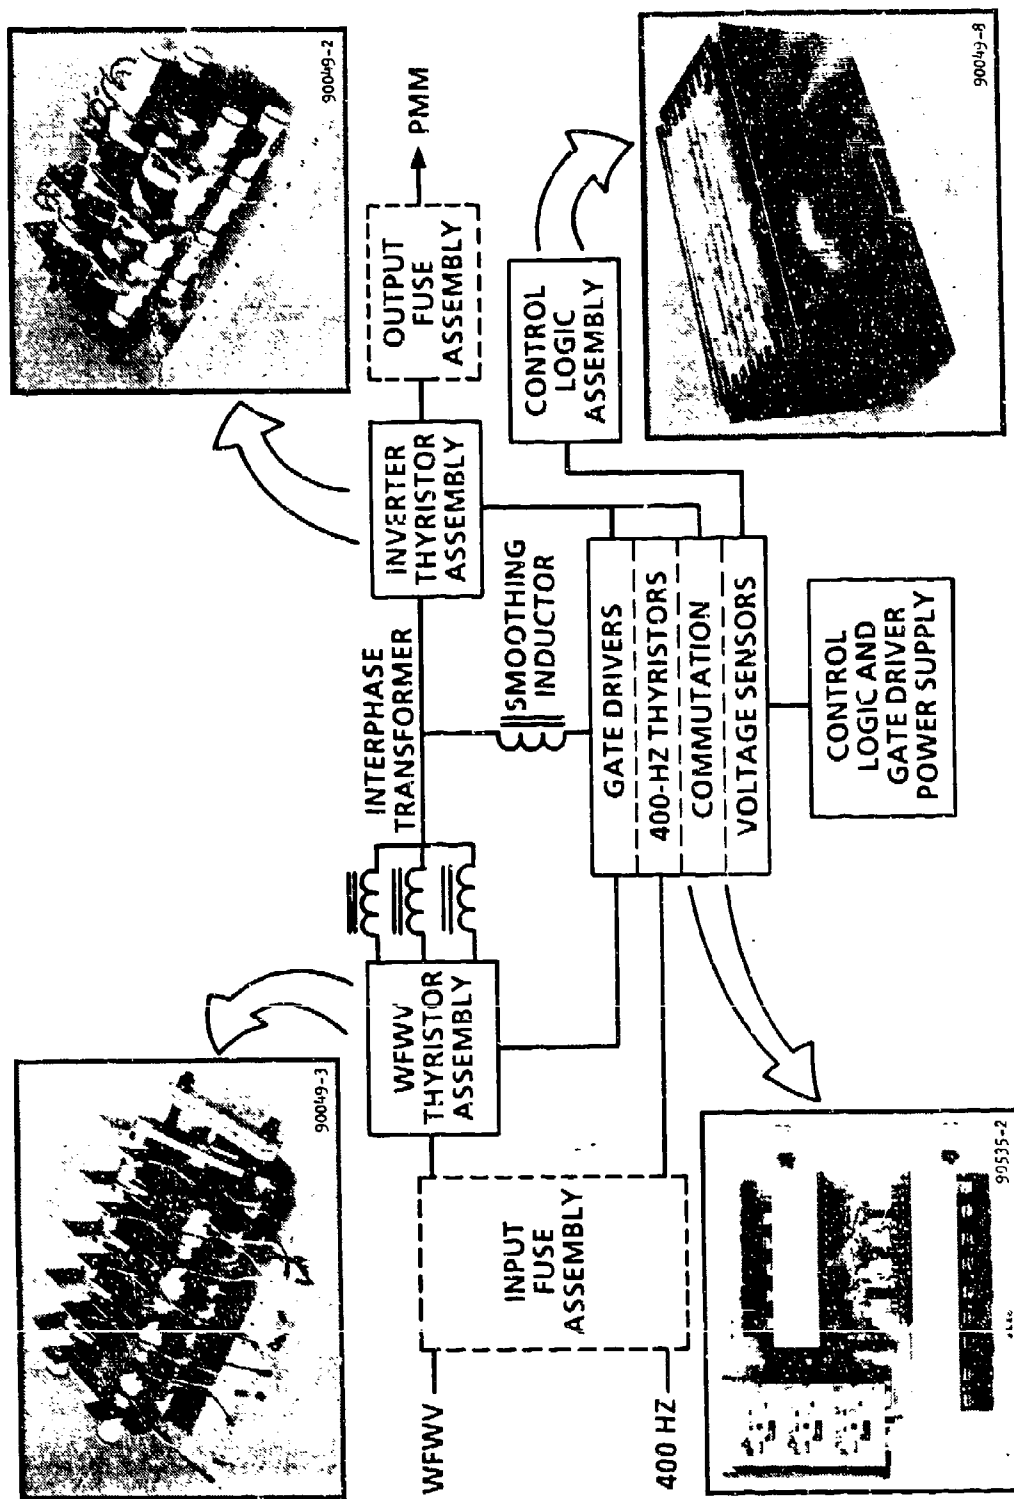 90049-3
90049-2
WFWV
400 HZ
INPUT
FUSE
ASSEMBLY
WFWV
THYRISTOR
ASSEMBLY
INTERPHASE
TRANSFORMER
SMOOTHING
INDUCTOR
INVERTER
THYRISTOR
ASSEMBLY
OUTPUT
FUSE
ASSEMBLY
PMM
CONTROL
LOGIC
ASSEMBLY
GATE DRIVERS
400-HZ THYRISTORS
COMMUTATION
VOLTAGE SENSORS
CONTROL
LOGIC AND
GATE DRIVER
POWER SUPPLY
90535-2
90049-8